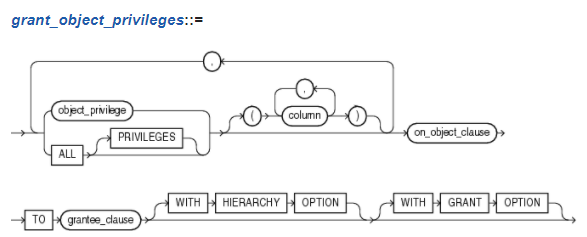 grant_object_privileges::=
,
,
object_privilege
( column )
PRIVILEGES
ALL
on_object_clause
TO grantee_clause WITH HIERARCHY OPTION WITH GRANT OPTION